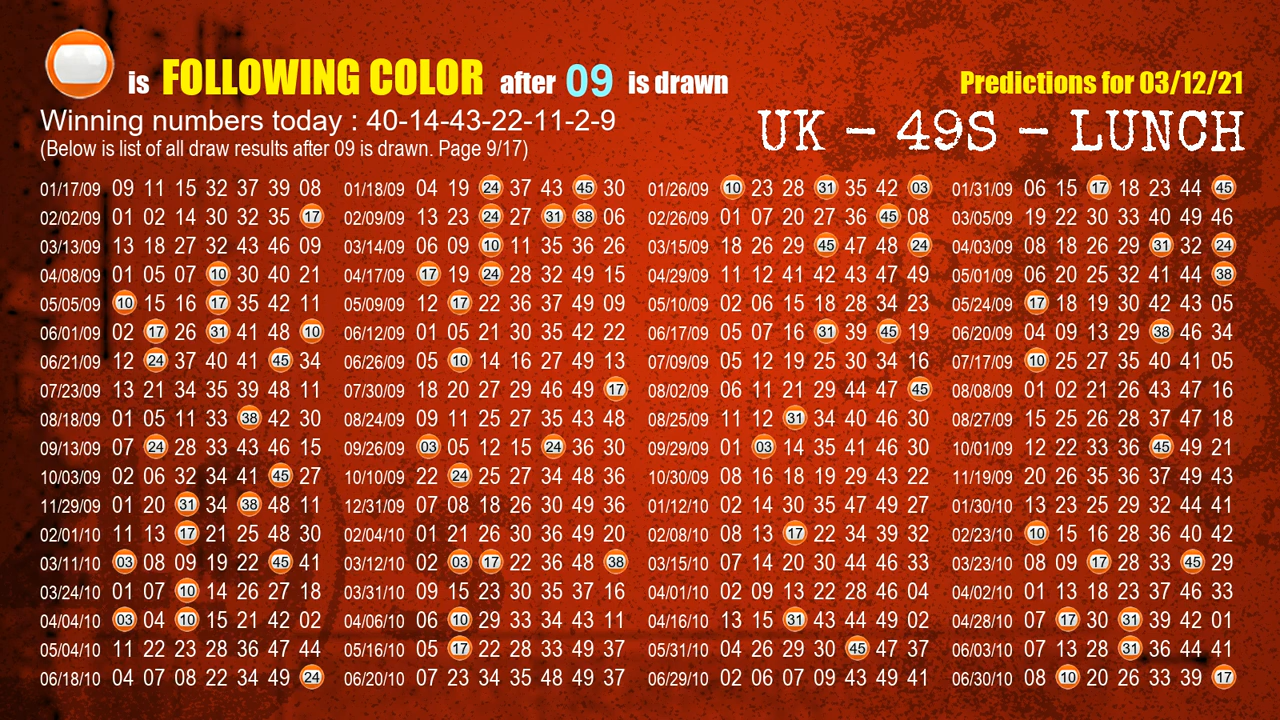 is FOLLOWING COLOR after 09 is drawn
Predictions for 03/12/21
Winning numbers today : 40-14-43-22-11-2-9
UK - 49S - LUNCH
(Below is list of all draw results after 09 is drawn. Page 9/17)
01/17/09 09 11 15 32 37 39 08 01/18/09 04 19 24 37 43 45 30 01/26/09 10 23 28 31 35 42 03 01/31/09 06 15 17 18 23 44 45
02/02/09 01 02 14 30 32 35 17 02/09/09 13 23 24 27 31 38 06 02/26/09 01 07 20 27 36 45 08 03/05/09 19 22 30 33 40 49 46
03/13/09 13 18 27 32 43 46 09 03/14/09 06 09 10 11 35 36 26 03/15/09 18 26 29 45 47 48 24 04/03/09 08 18 26 29 31 32 24
04/08/09 01 05 07 10 30 40 21 04/17/09 17 19 24 28 32 49 15 04/29/09 11 12 41 42 43 47 49 05/01/09 06 20 25 32 41 44 38
05/05/09 10 15 16 17 35 42 11 05/09/09 12 17 22 36 37 49 09 05/10/09 02 06 15 18 28 34 23 05/24/09 17 18 19 30 42 43 05
06/01/09 02 17 26 31 41 48 10 06/12/09 01 05 21 30 35 42 22 06/17/09 05 07 16 31 39 45 19 06/20/09 04 09 13 29 38 46 34
06/21/09 12 24 37 40 41 45 34 06/26/09 05 10 14 16 27 49 13 07/09/09 05 12 19 25 30 34 16 07/17/09 10 25 27 35 40 41 05
07/23/09 13 21 34 35 39 48 11 07/30/09 18 20 27 29 46 49 17 08/02/09 06 11 21 29 44 47 45 08/08/09 01 02 21 26 43 47 16
08/18/09 01 05 11 33 38 42 30 08/24/09 09 11 25 27 35 43 48 08/25/09 11 12 31 34 40 46 30 08/27/09 15 25 26 28 37 47 18
09/13/09 07 24 28 33 43 46 15 09/26/09 03 05 12 15 24 36 30 09/29/09 01 03 14 35 41 46 30 10/01/09 12 22 33 36 45 49 21
10/03/09 02 06 32 34 41 45 27 10/10/09 22 24 25 27 34 48 36 10/30/09 08 16 18 19 29 43 22 11/19/09 20 26 35 36 37 49 43
11/29/09 01 20 31 34 38 48 11 12/31/09 07 08 18 26 30 49 36 01/12/10 02 14 30 35 47 49 27 01/30/10 13 23 25 29 32 44 41
02/01/10 11 13 17 21 25 48 30 02/04/10 01 21 26 30 36 49 20 02/08/10 08 13 17 22 34 39 32 02/23/10 10 15 16 28 36 40 42
03/11/10 03 08 09 19 22 45 41 03/12/10 02 03 17 22 36 48 38 03/15/10 07 14 20 30 44 46 33 03/23/10 08 09 17 28 33 45 29
03/24/10 01 07 10 14 26 27 18 03/31/10 09 15 23 30 35 37 16 04/01/10 02 09 13 22 28 46 04 04/02/10 01 13 18 23 37 46 33
04/04/10 03 04 10 15 21 42 02 04/06/10 06 10 29 33 34 43 11 04/16/10 13 15 31 43 44 49 02 04/28/10 07 17 30 31 39 42 01
05/04/10 11 22 23 28 36 47 44 05/16/10 05 17 22 28 33 49 37 05/31/10 04 26 29 30 45 47 37 06/03/10 07 13 28 31 36 44 41
06/18/10 04 07 08 22 34 49 24 06/20/10 07 23 34 35 48 49 37 06/29/10 02 06 07 09 43 49 41 06/30/10 08 10 20 26 33 39 17